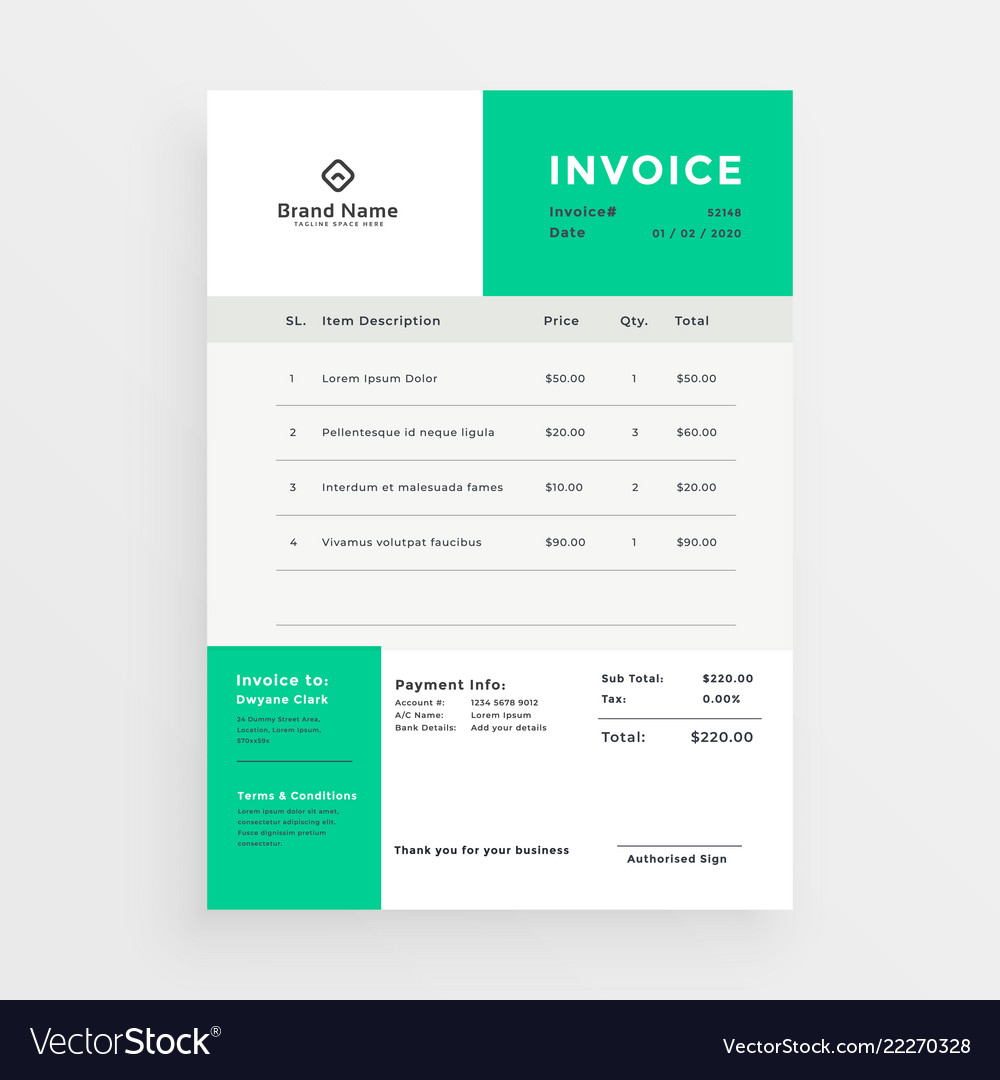 Brand Name
TAGLINE SPACE HERE
INVOICE
Invoice# 52148
Date 01 / 02 / 2020
SL. Item Description Price Qty. Total
1 Lorem Ipsum Dolor $50.00 1 $50.00
2 Pellentesque id neque ligula $20.00 3 $60.00
3 Interdum et malesuada fames $10.00 2 $20.00
4 Vivamus volutpat faucibus $90.00 1 $90.00
Invoice to:
Dwyane Clark
24 Dummy Street Area,
Location, Lorem Ipsum,
570xx59x
Terms & Conditions
Lorem ipsum dolor sit amet,
consectetur adipiscing elit.
Fusce dignissim pretium
consectetur.
Payment Info:
Account #: 1234 5678 9012
A/C Name: Lorem Ipsum
Bank Details: Add your details
Sub Total: $220.00
Tax: 0.00%
Total: $220.00
Thank you for your business
Authorised Sign
VectorStock®
VectorStock.com/22270328